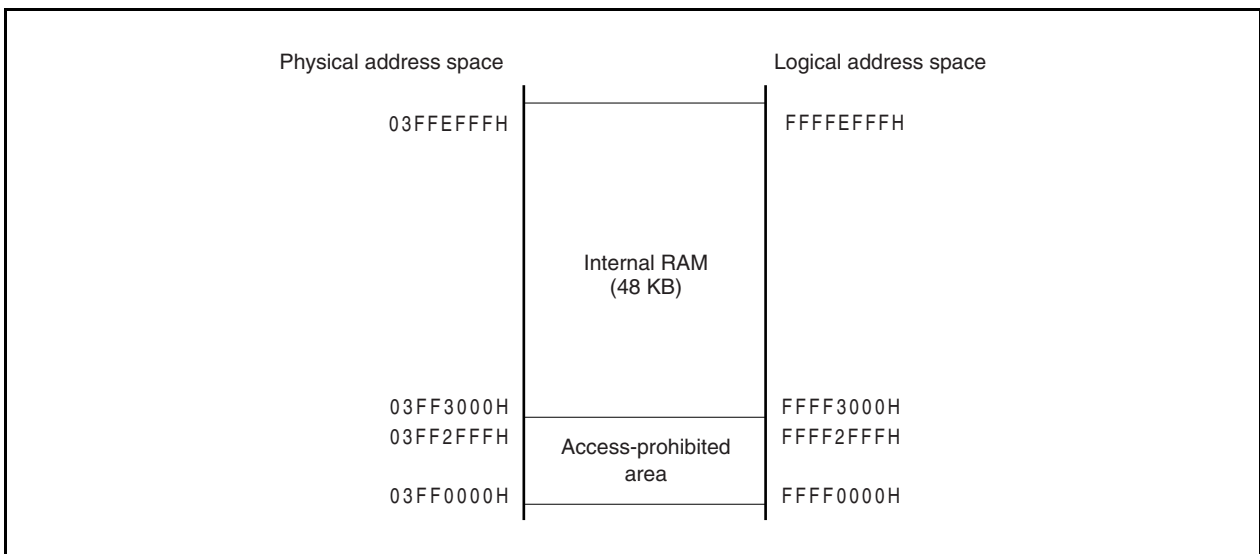 Physical address space
Logical address space
03FFEFFFH
FFFFEFFFH
Internal RAM
(48 KB)
03FF3000H
FFFF3000H
03FF2FFFH
FFFF2FFFH
Access-prohibited
area
03FF0000H
FFFF0000H